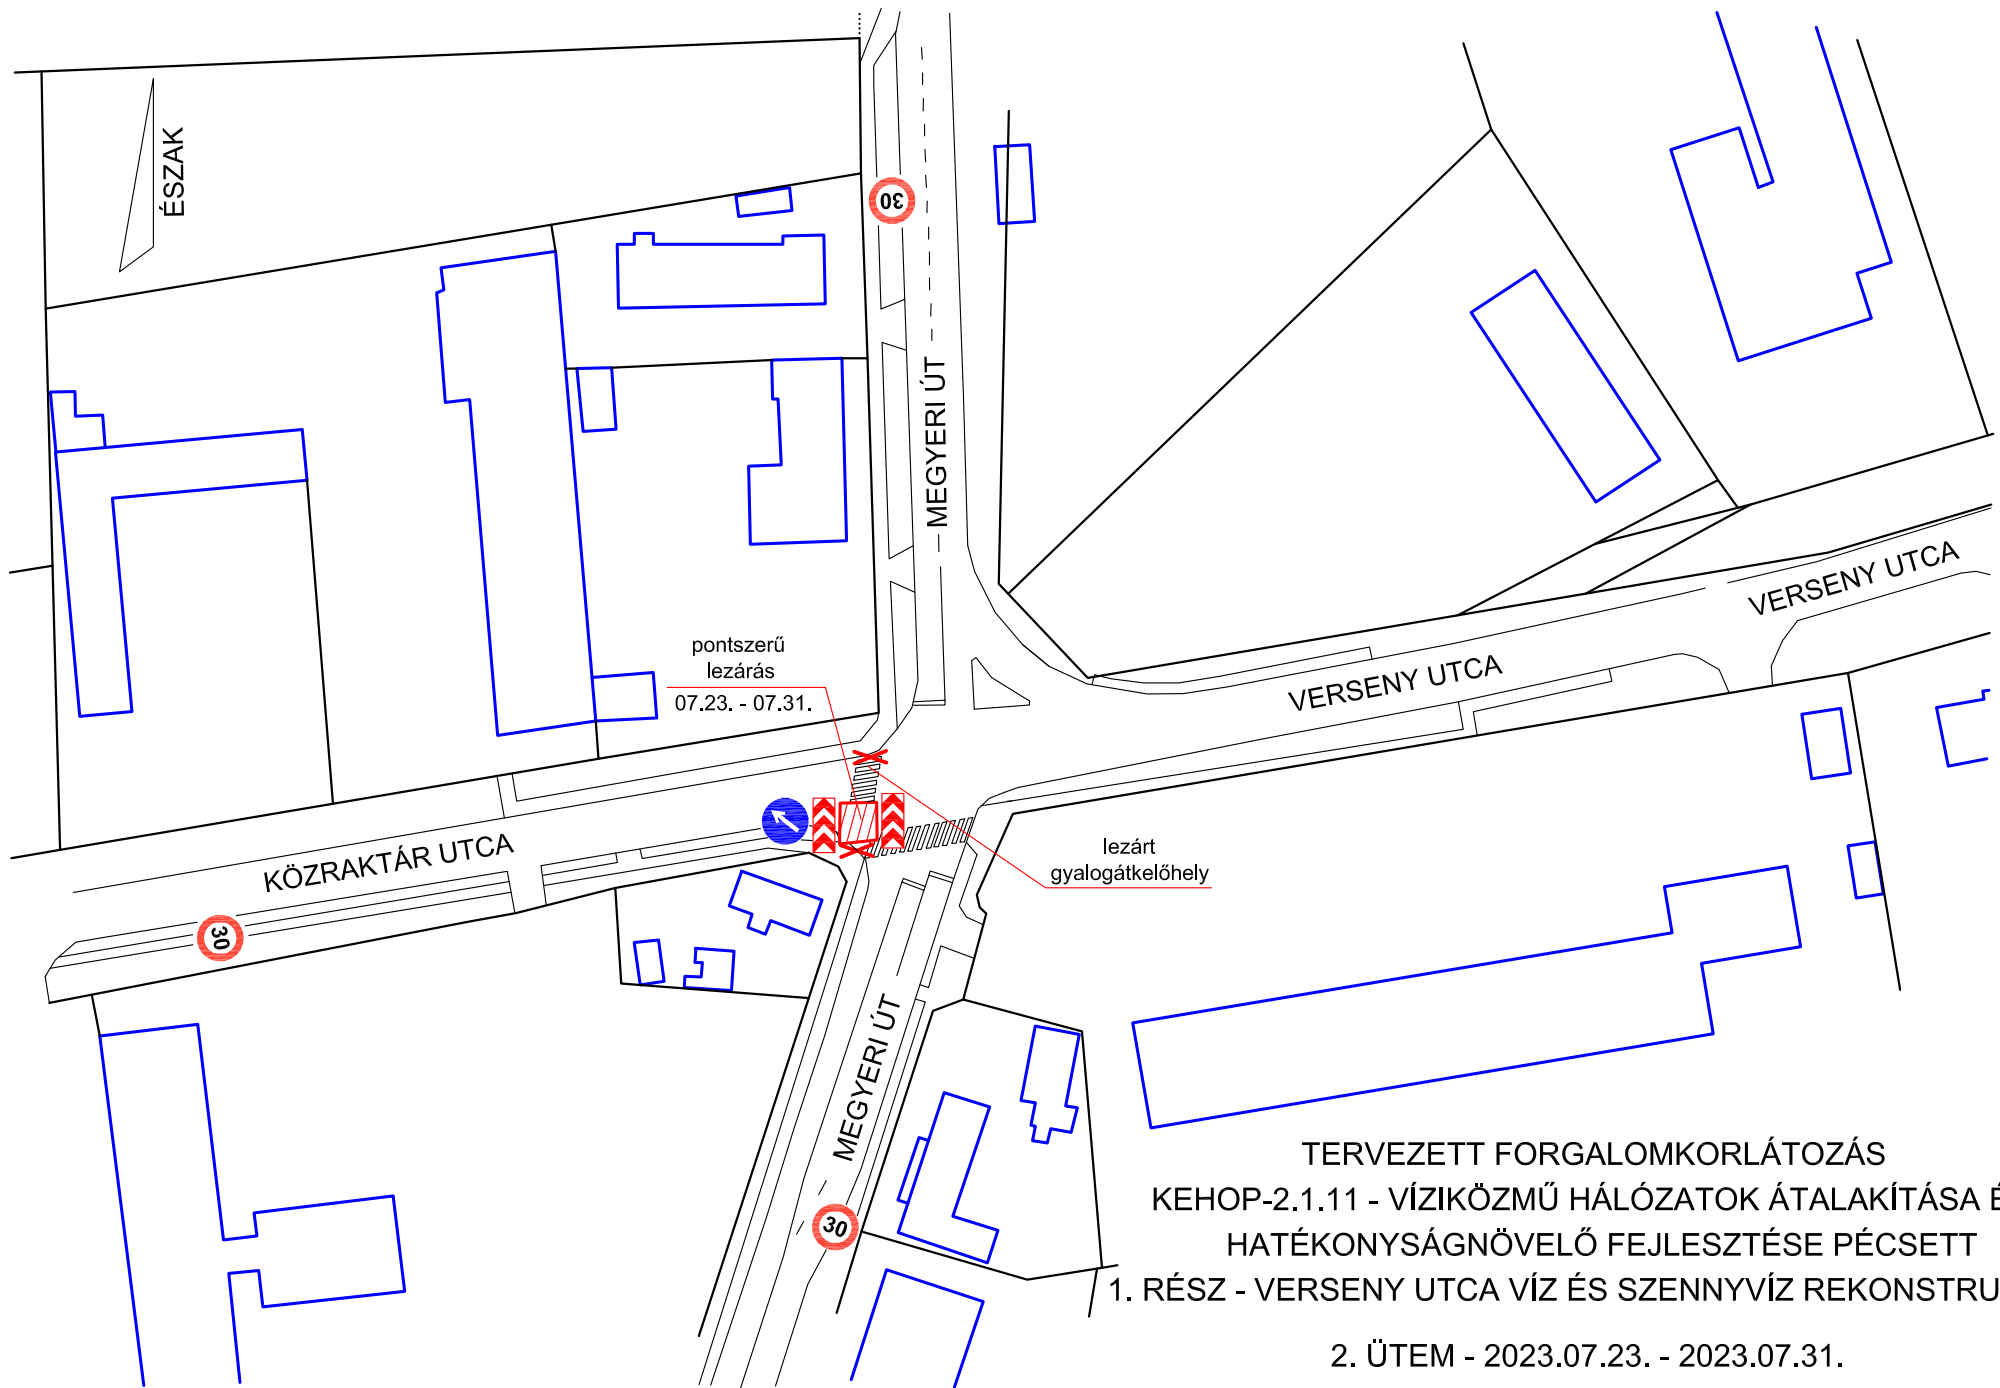 ÉSZAK
30
MEGYERI ÚT
VERSENY UTCA
pontszerű
lezárás
07.23. - 07.31.
VERSENY UTCA
KÖZRAKTÁR UTCA
lezárt
gyalogátkelőhely
30
MEGYERI ÚT
30
TERVEZETT FORGALOMKORLÁTOZÁS
KEHOP-2.1.11 - VÍZIKÖZMŰ HÁLÓZATOK ÁTALAKÍTÁSA É
HATÉKONYSÁGNÖVELŐ FEJLESZTÉSE PÉCSETT
1. RÉSZ - VERSENY UTCA VÍZ ÉS SZENNYVÍZ REKONSTRU
2. ÜTEM - 2023.07.23. - 2023.07.31.